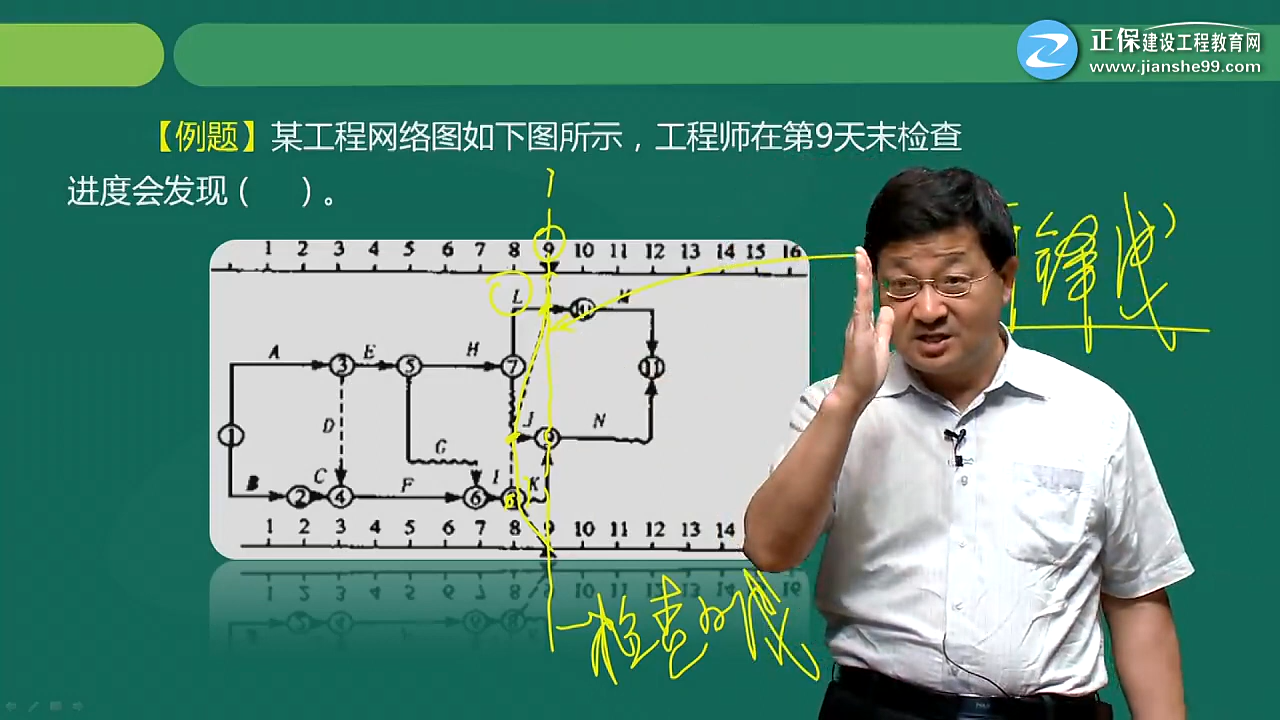 正保建设工程教育网
www.jianshe99.com
【例题】某工程网络图如下图所示，工程师在第9天末检查
进度会发现（ ）。
1 2 3 4 5 6 7 8 9 10 11 12 13 14 15 16
L
A ③ E ⑤ H ⑦ ⑪
① D G J N
B ② C ④ F ⑥ I K
1 2 3 4 5 6 7 8 9 10 11 12 13 14
锋线
检查
线